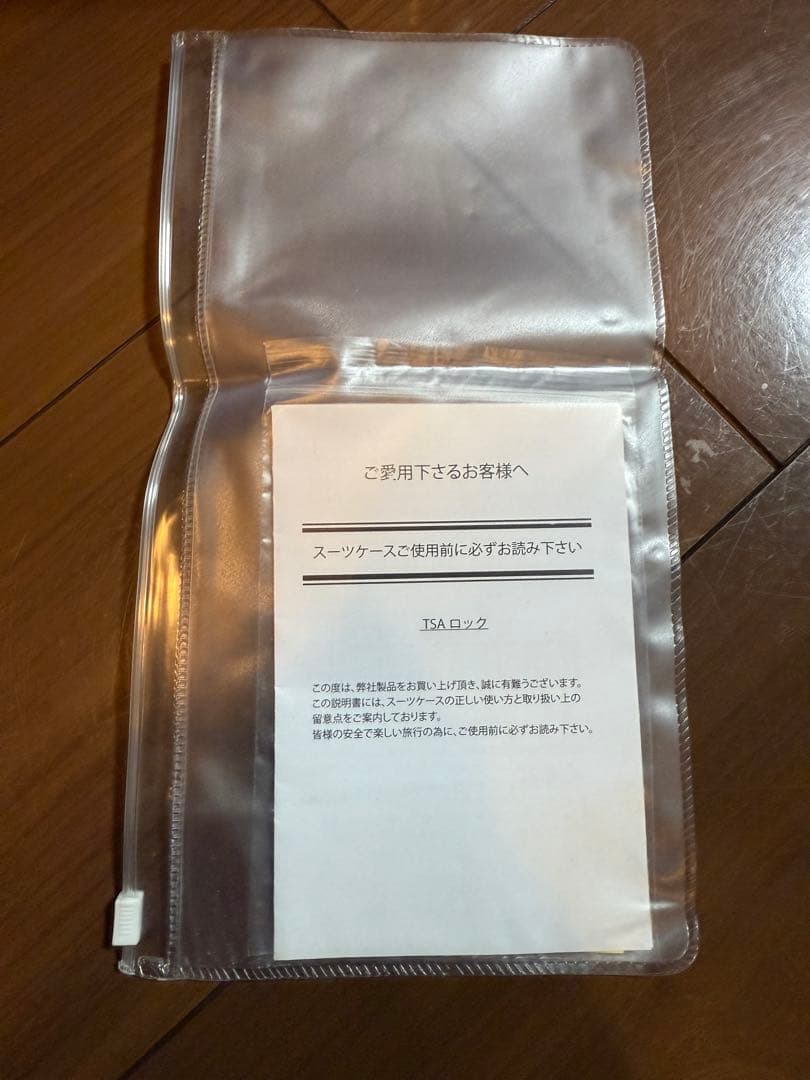 ご愛用下さるお客様へ
スーツケースご使用前に必ずお読み下さい
TSA ロック
この度は、弊社製品をお買い上げ頂き、誠に有難うございます。
この説明書には、スーツケースの正しい使い方と取り扱い上の
留意点をご案内しております。
皆様の安全で楽しい旅行の為に、ご使用前に必ずお読み下さい。